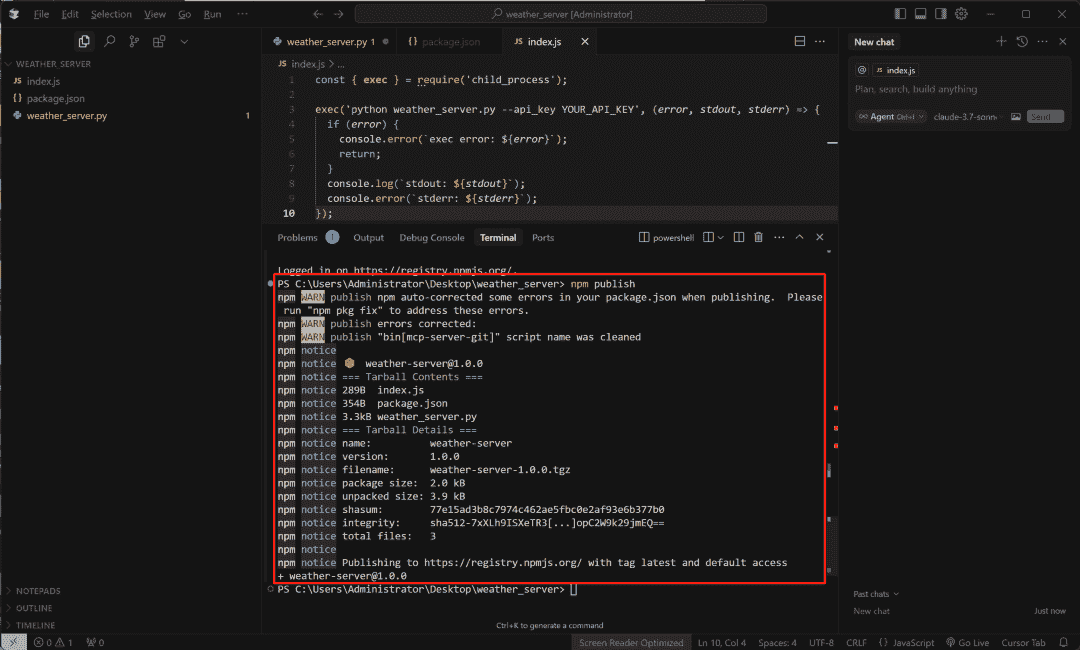 File Edit Selection View Go Run ··· weather_server [Administrator]
WEATHER_SERVER
JS index.js
{} package.json
weather_server.py 1
NOTEPADS
OUTLINE
TIMELINE
weather_server.py 1 {} package.json JS index.js
JS index.js > ...
1 const { exec } = require('child_process');
2
3 exec('python weather_server.py --api_key YOUR_API_KEY', (error, stdout, stderr) => {
4 if (error) {
5 console.error(`exec error: ${error}`);
6 return;
7 }
8 console.log(`stdout: ${stdout}`);
9 console.error(`stderr: ${stderr}`);
10 });
Problems 1 Output Debug Console Terminal Ports powershell
Logged in on https://registry.npmjs.org/.
PS C:\Users\Administrator\Desktop\weather_server> npm publish
npm WARN publish npm auto-corrected some errors in your package.json when publishing.  Please
run "npm pkg fix" to address these errors.
npm WARN publish errors corrected:
npm WARN publish "bin[mcp-server-git]" script name was cleaned
npm notice
npm notice weather-server@1.0.0
npm notice === Tarball Contents ===
npm notice 289B index.js
npm notice 354B package.json
npm notice 3.3kB weather_server.py
npm notice === Tarball Details ===
npm notice name: weather-server
npm notice version: 1.0.0
npm notice filename: weather-server-1.0.0.tgz
npm notice package size: 2.0 kB
npm notice unpacked size: 3.9 kB
npm notice shasum: 77e15ad3b8c7974c462ae5fbc0e2af93e6b377b0
npm notice integrity: sha512-7xXLh9ISXeTR3[...]opC2W9k29jmEQ==
npm notice total files: 3
npm notice
npm notice Publishing to https://registry.npmjs.org/ with tag latest and default access
+ weather-server@1.0.0
PS C:\Users\Administrator\Desktop\weather_server>
Ctrl+K to generate a command
New chat
@ JS index.js
Plan, search, build anything
Agent Ctrl+I claude-3.7-sonn Send
Past chats
New chat Just now
0 1 0 Screen Reader Optimized Ln 10, Col 4 Spaces: 4 UTF-8 CRLF {} JavaScript Go Live Cursor Tab